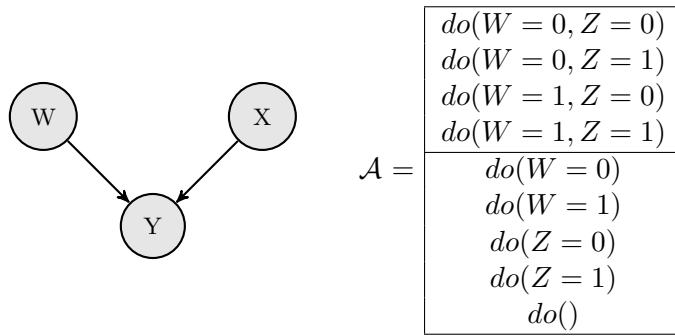 W
X
Y
𝒜 =
do(W = 0, Z = 0)
do(W = 0, Z = 1)
do(W = 1, Z = 0)
do(W = 1, Z = 1)
do(W = 0)
do(W = 1)
do(Z = 0)
do(Z = 1)
do()